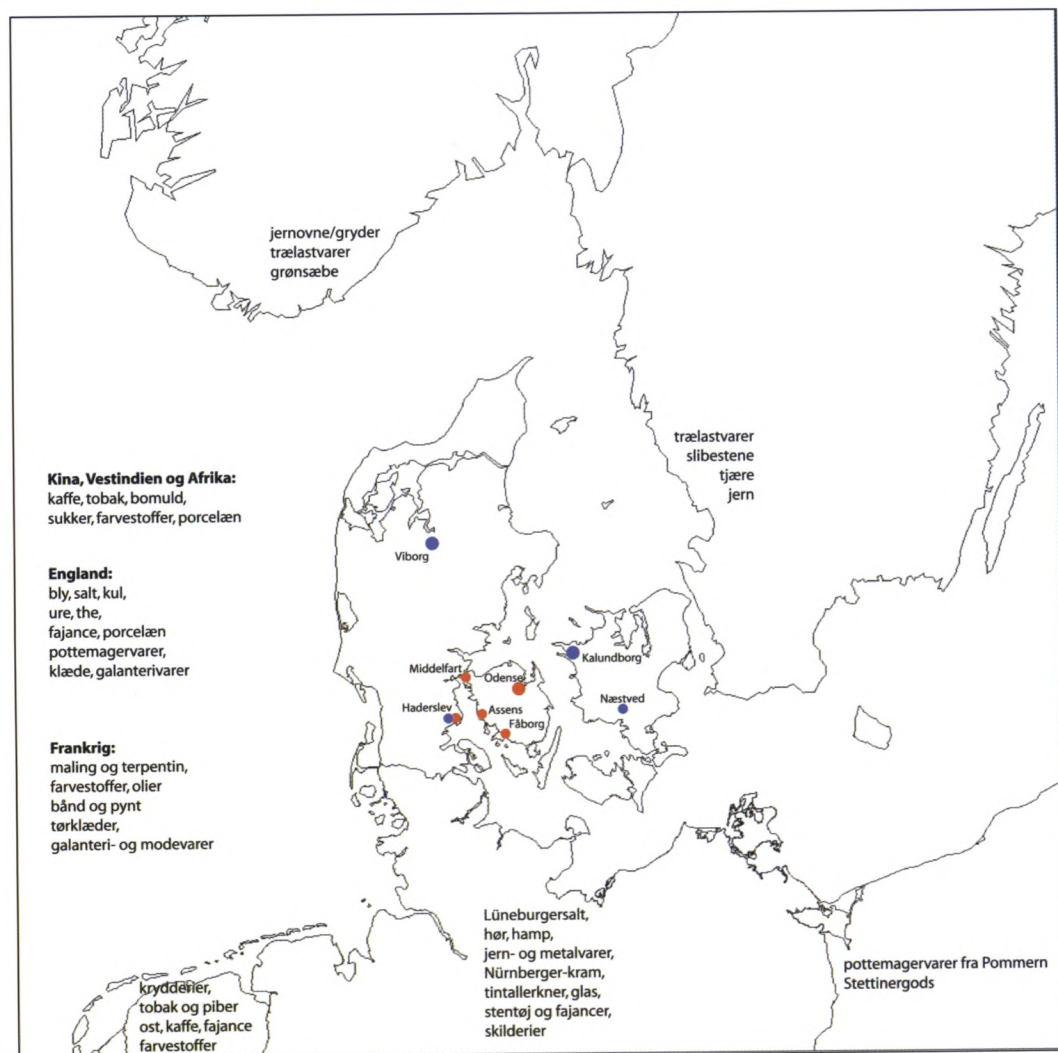 jernovne/gryder
trælastvarer
grønsæbe
trælastvarer
slibestene
tjære
jern
Kina, Vestindien og Afrika:
kaffe, tobak, bomuld,
sukker, farvestoffer, porcelæn
Viborg
England:
bly, salt, kul,
ure, the,
fajance, porcelæn
pottemagervarer,
klæde, galanterivarer
Kalundborg
Middelfart
Odense
Næstved
Haderslev
Assens
Fåborg
Frankrig:
maling og terpentin,
farvestoffer, olier
bånd og pynt
tørklæder,
galanteri- og modevarer
Lüneburgersalt,
hør, hamp,
jern- og metalvarer,
Nürnberger-kram,
tintallerkner, glas,
stentøj og fajancer,
skilderier
pottemagervarer fra Pommern
Stettinergods
krydderier,
tobak og piber
ost, kaffe, fajance
farvestoffer